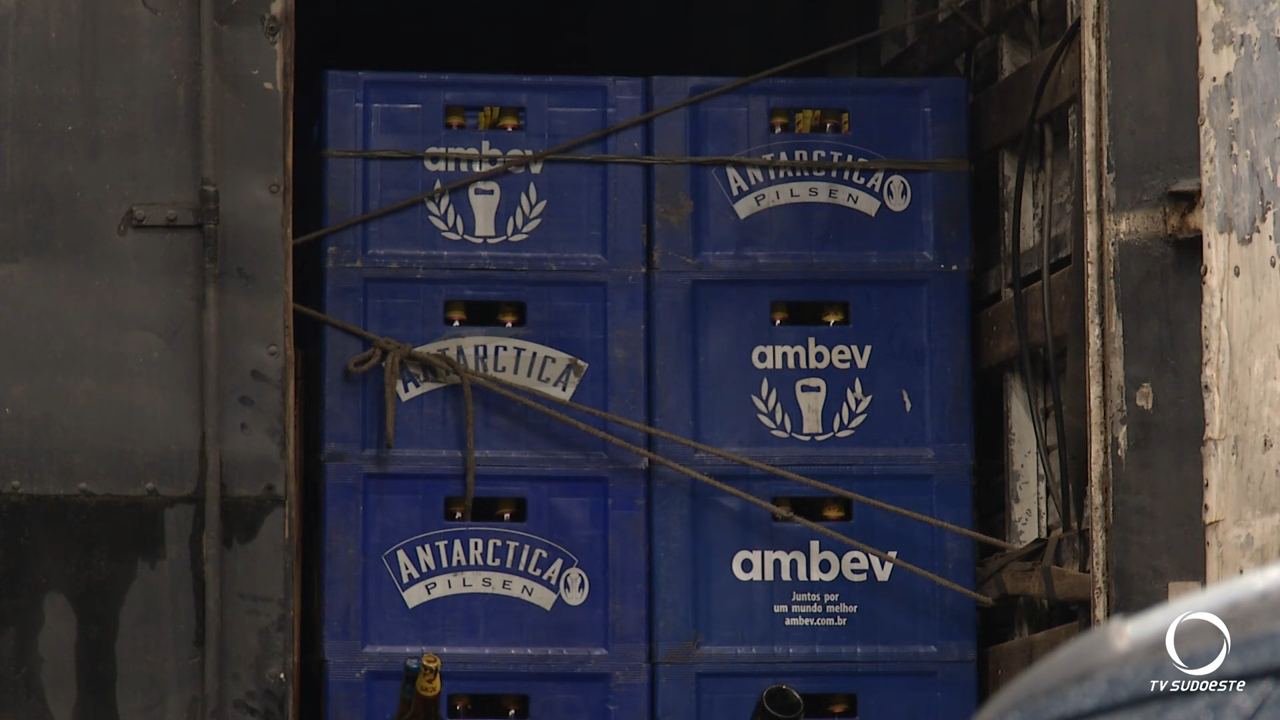 ambev
ANTARCTICA
PILSEN
ANTARCTICA
ambev
ANTARCTICA
PILSEN
ambev
Juntos por
um mundo melhor
ambev.com.br
TV SUDOESTE